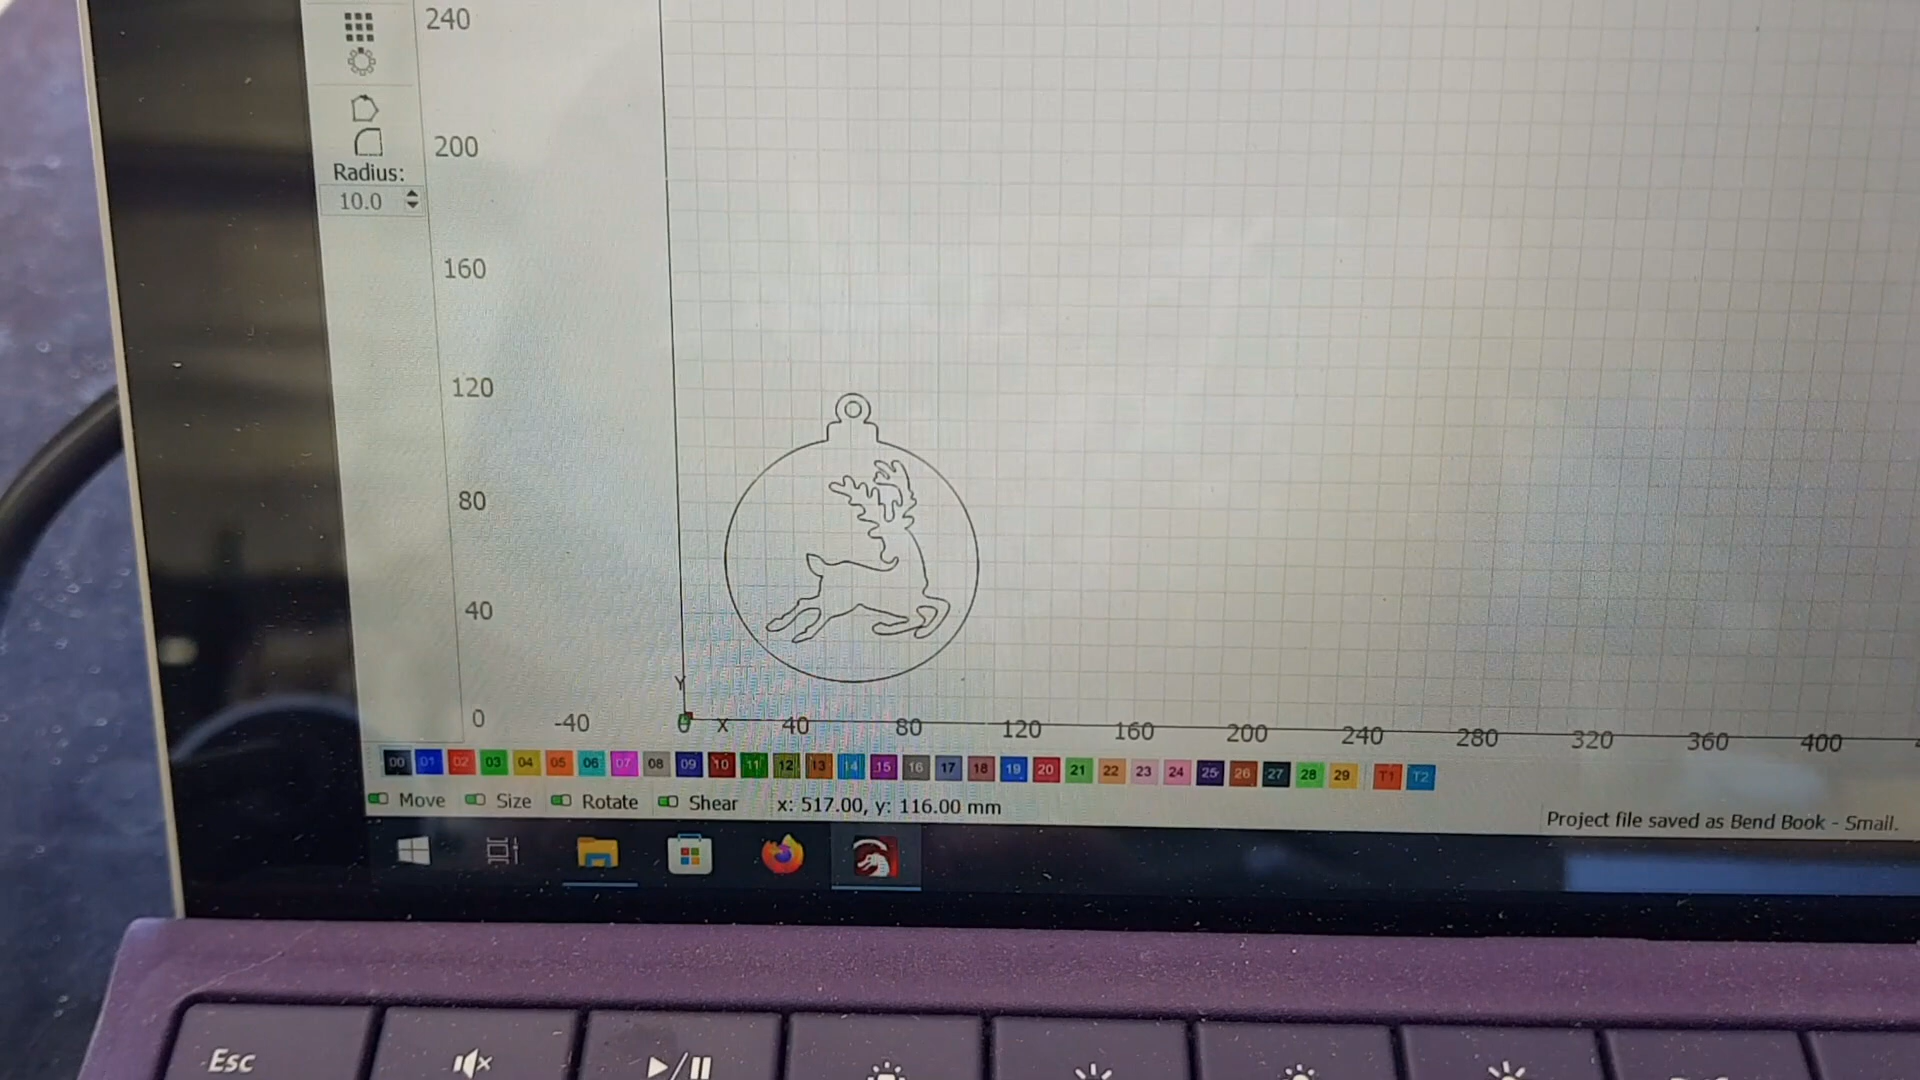 240
200
Radius:
10.0
160
120
80
40
Y
0
-40 0 X 40 80 120 160 200 240 280 320 360 400
00 01 02 03 04 05 06 07 08 09 10 11 12 13 14 15 16 17 18 19 20 21 22 23 24 25 26 27 28 29 T1 T2
Move Size Rotate Shear x: 517.00, y: 116.00 mm
Project file saved as Bend Book - Small.
Esc